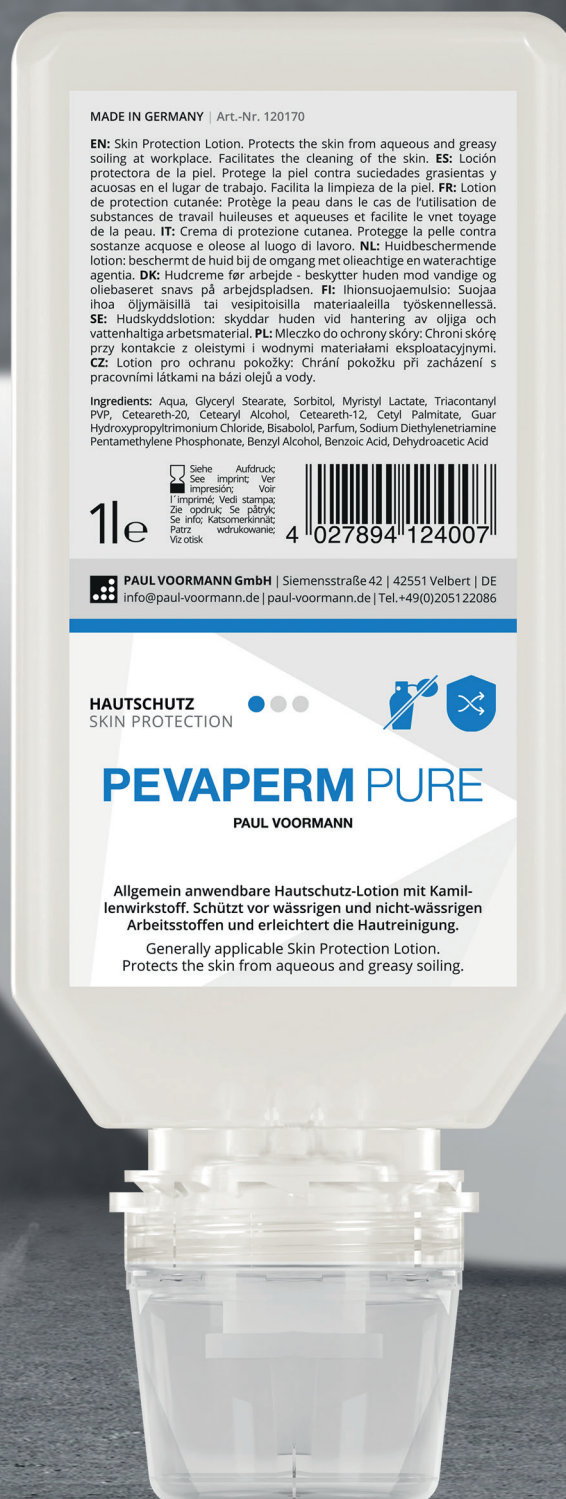 MADE IN GERMANY | Art.-Nr. 120170
EN: Skin Protection Lotion. Protects the skin from aqueous and greasy
soiling at workplace. Facilitates the cleaning of the skin. ES: Loción
protectora de la piel. Protege la piel contra suciedades grasientas y
acuosas en el lugar de trabajo. Facilita la limpieza de la piel. FR: Lotion
de protection cutanée: Protège la peau dans le cas de l'utilisation de
substances de travail huileuses et aqueuses et facilite le vnet toyage
de la peau. IT: Crema di protezione cutanea. Protegge la pelle contra
sostanze acquose e oleose al luogo di lavoro. NL: Huidbeschermende
lotion: beschermt de huid bij de omgang met olieachtige en waterachtige
agentia. DK: Hudcreme før arbejde - beskytter huden mod vandige og
oliebaseret snavs på arbejdspladsen. FI: Ihionsuojaemulsio: Suojaa
ihoa öljymäisillä tai vesipitoisilla materiaaleilla työskennellessä.
SE: Hudskyddslotion: skyddar huden vid hantering av oljiga och
vattenhaltiga arbetsmaterial. PL: Mleczko do ochrony skóry: Chroni skórę
przy kontakcie z oleistymi i wodnymi materiałami eksploatacyjnymi.
CZ: Lotion pro ochranu pokožky: Chrání pokožku při zacházení s
pracovními látkami na bázi olejů a vody.
Ingredients: Aqua, Glyceryl Stearate, Sorbitol, Myristyl Lactate, Triacontanyl
PVP, Ceteareth-20, Cetearyl Alcohol, Ceteareth-12, Cetyl Palmitate, Guar
Hydroxypropyltrimonium Chloride, Bisabolol, Parfum, Sodium Diethylenetriamine
Pentamethylene Phosphonate, Benzyl Alcohol, Benzoic Acid, Dehydroacetic Acid
1l e
Siehe Aufdruck;
See imprint; Ver
impresión; Voir
l´imprimé; Vedi stampa;
Zie opdruk; Se påtryk;
Se info; Katsomerkinnät;
Patrz wdrukowanie;
Viz otisk
4 027894 124007
PAUL VOORMANN GmbH | Siemensstraße 42 | 42551 Velbert | DE
info@paul-voormann.de | paul-voormann.de | Tel.+49(0)205122086
HAUTSCHUTZ
SKIN PROTECTION
PEVAPERM PURE
PAUL VOORMANN
Allgemein anwendbare Hautschutz-Lotion mit Kamil-
lenwirkstoff. Schützt vor wässrigen und nicht-wässrigen
Arbeitsstoffen und erleichtert die Hautreinigung.
Generally applicable Skin Protection Lotion.
Protects the skin from aqueous and greasy soiling.